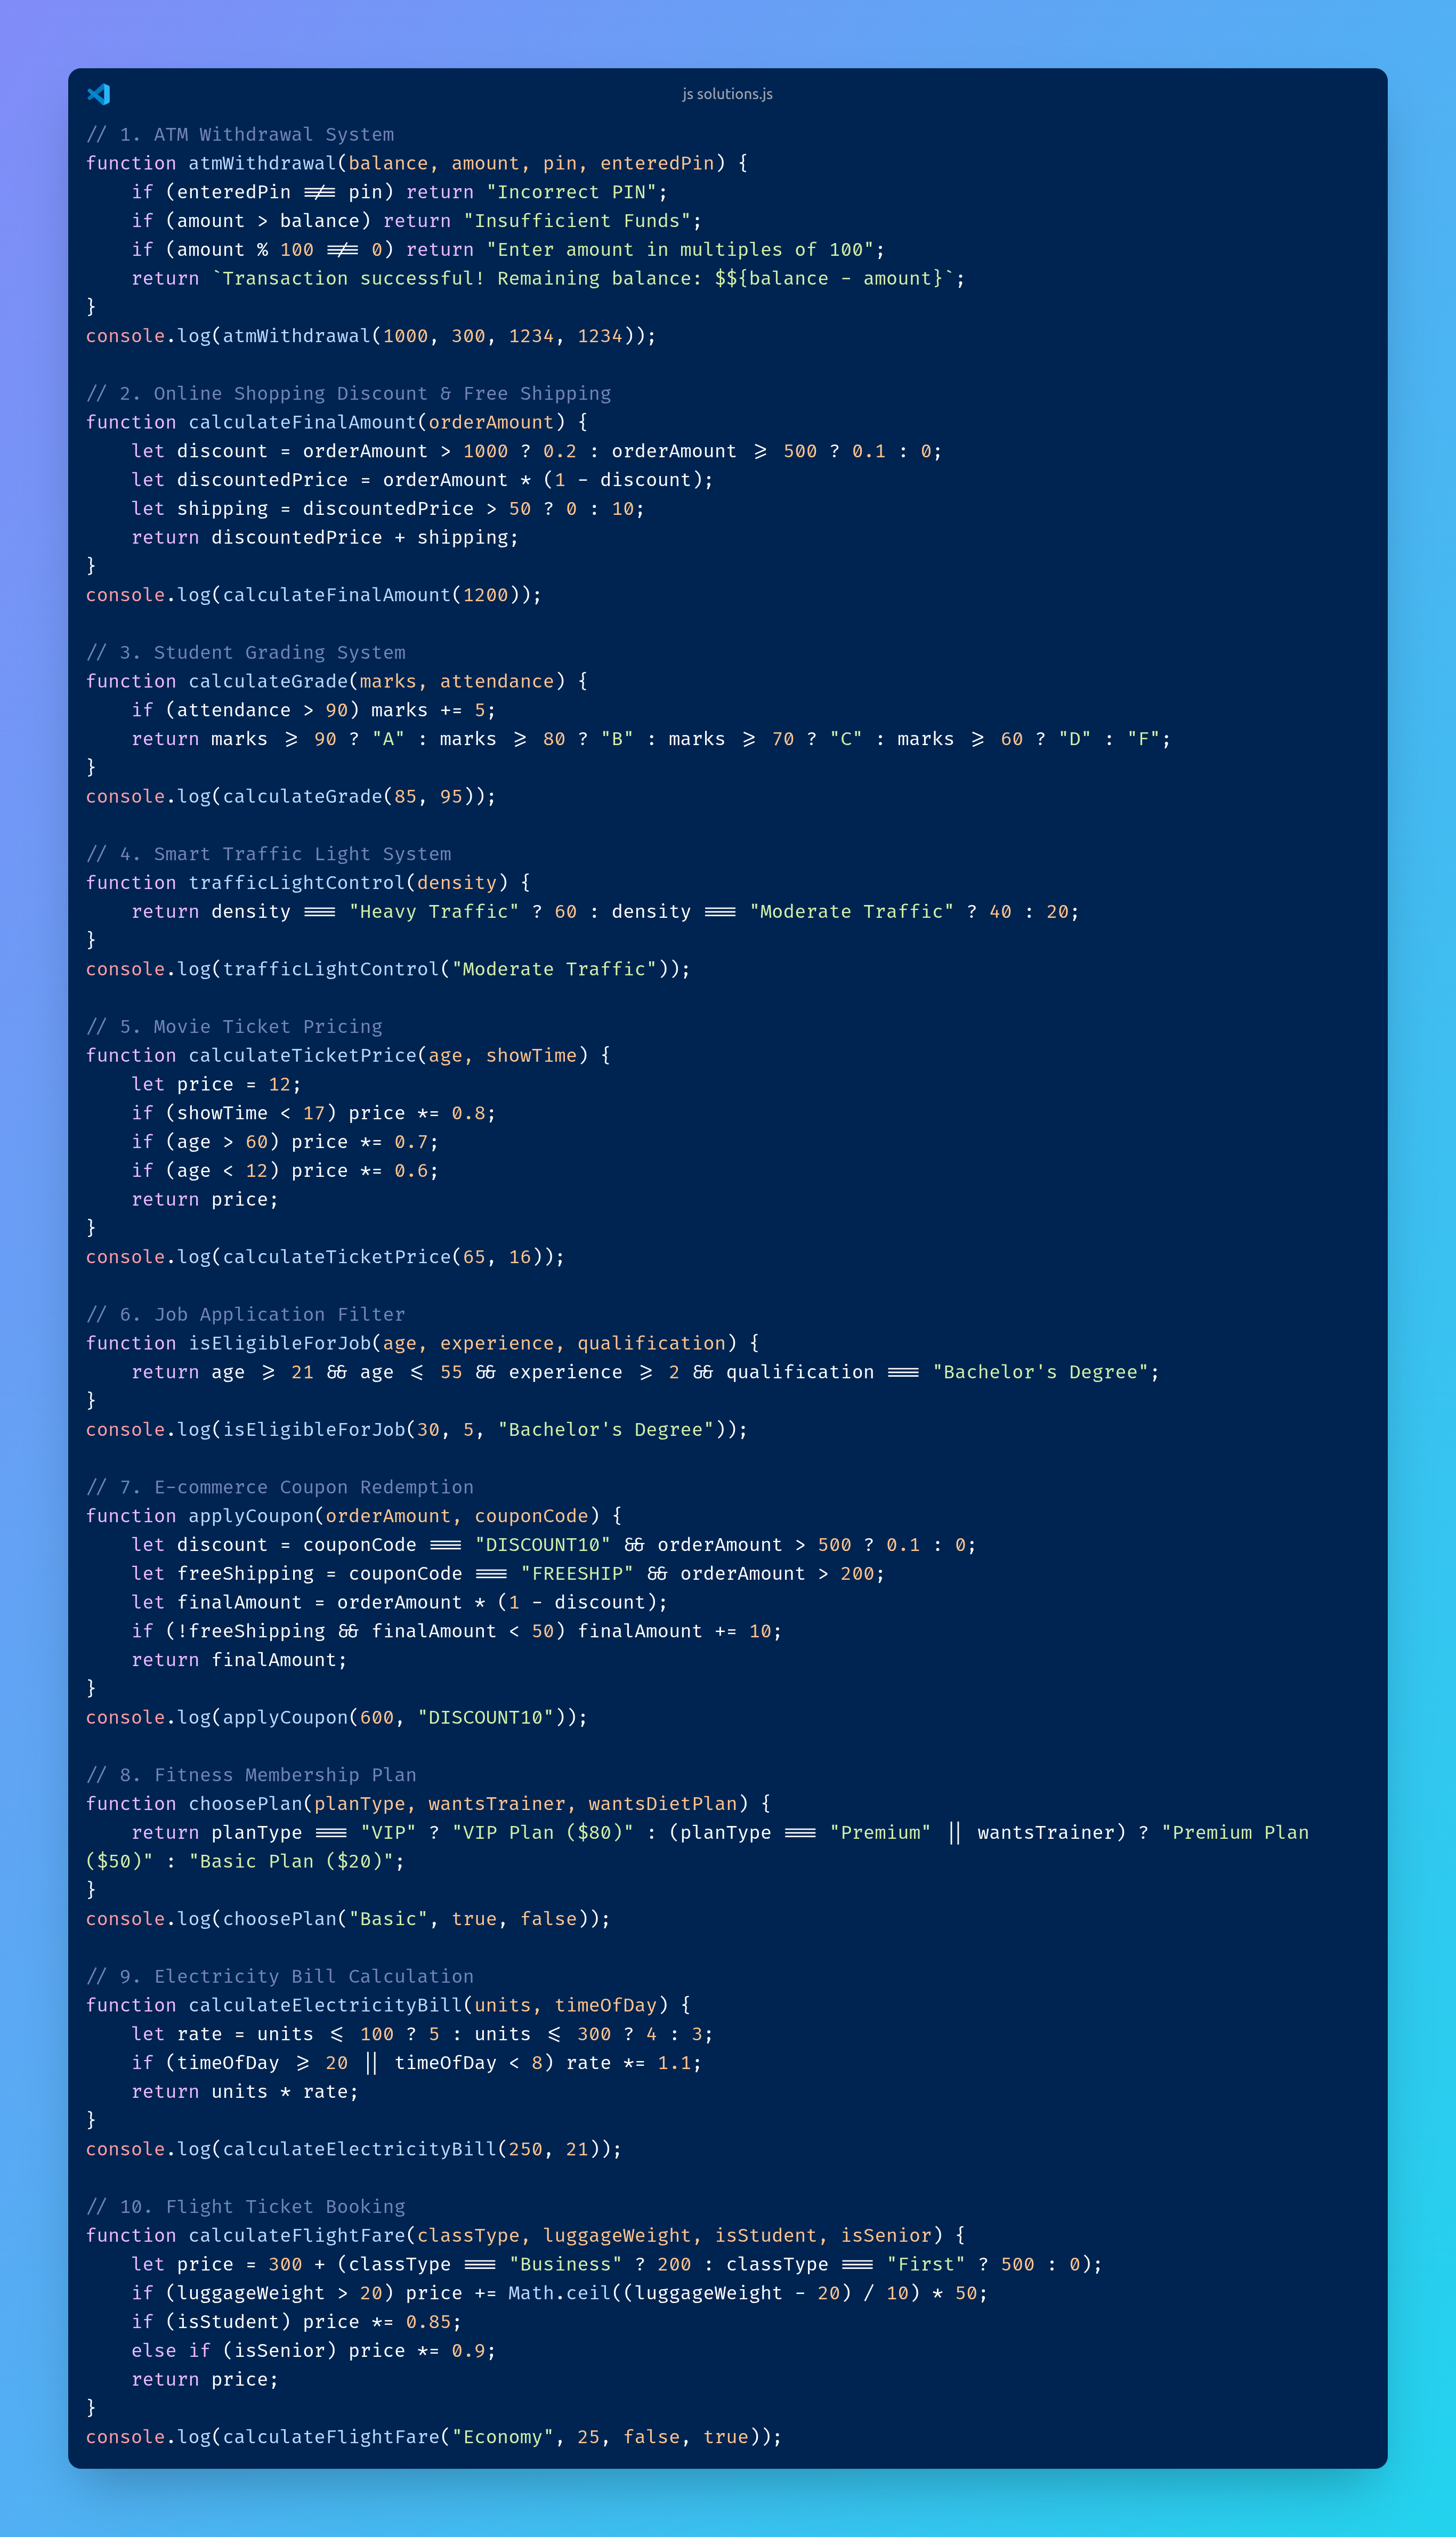 js solutions.js
// 1. ATM Withdrawal System
function atmWithdrawal(balance, amount, pin, enteredPin) {
    if (enteredPin !== pin) return "Incorrect PIN";
    if (amount > balance) return "Insufficient Funds";
    if (amount % 100 !== 0) return "Enter amount in multiples of 100";
    return `Transaction successful! Remaining balance: $${balance - amount}`;
}
console.log(atmWithdrawal(1000, 300, 1234, 1234));

// 2. Online Shopping Discount & Free Shipping
function calculateFinalAmount(orderAmount) {
    let discount = orderAmount > 1000 ? 0.2 : orderAmount >= 500 ? 0.1 : 0;
    let discountedPrice = orderAmount * (1 - discount);
    let shipping = discountedPrice > 50 ? 0 : 10;
    return discountedPrice + shipping;
}
console.log(calculateFinalAmount(1200));

// 3. Student Grading System
function calculateGrade(marks, attendance) {
    if (attendance > 90) marks += 5;
    return marks >= 90 ? "A" : marks >= 80 ? "B" : marks >= 70 ? "C" : marks >= 60 ? "D" : "F";
}
console.log(calculateGrade(85, 95));

// 4. Smart Traffic Light System
function trafficLightControl(density) {
    return density === "Heavy Traffic" ? 60 : density === "Moderate Traffic" ? 40 : 20;
}
console.log(trafficLightControl("Moderate Traffic"));

// 5. Movie Ticket Pricing
function calculateTicketPrice(age, showTime) {
    let price = 12;
    if (showTime < 17) price *= 0.8;
    if (age > 60) price *= 0.7;
    if (age < 12) price *= 0.6;
    return price;
}
console.log(calculateTicketPrice(65, 16));

// 6. Job Application Filter
function isEligibleForJob(age, experience, qualification) {
    return age >= 21 && age <= 55 && experience >= 2 && qualification === "Bachelor's Degree";
}
console.log(isEligibleForJob(30, 5, "Bachelor's Degree"));

// 7. E-commerce Coupon Redemption
function applyCoupon(orderAmount, couponCode) {
    let discount = couponCode === "DISCOUNT10" && orderAmount > 500 ? 0.1 : 0;
    let freeShipping = couponCode === "FREESHIP" && orderAmount > 200;
    let finalAmount = orderAmount * (1 - discount);
    if (!freeShipping && finalAmount < 50) finalAmount += 10;
    return finalAmount;
}
console.log(applyCoupon(600, "DISCOUNT10"));

// 8. Fitness Membership Plan
function choosePlan(planType, wantsTrainer, wantsDietPlan) {
    return planType === "VIP" ? "VIP Plan ($80)" : (planType === "Premium" || wantsTrainer) ? "Premium Plan
($50)" : "Basic Plan ($20)";
}
console.log(choosePlan("Basic", true, false));

// 9. Electricity Bill Calculation
function calculateElectricityBill(units, timeOfDay) {
    let rate = units <= 100 ? 5 : units <= 300 ? 4 : 3;
    if (timeOfDay >= 20 || timeOfDay < 8) rate *= 1.1;
    return units * rate;
}
console.log(calculateElectricityBill(250, 21));

// 10. Flight Ticket Booking
function calculateFlightFare(classType, luggageWeight, isStudent, isSenior) {
    let price = 300 + (classType === "Business" ? 200 : classType === "First" ? 500 : 0);
    if (luggageWeight > 20) price += Math.ceil((luggageWeight - 20) / 10) * 50;
    if (isStudent) price *= 0.85;
    else if (isSenior) price *= 0.9;
    return price;
}
console.log(calculateFlightFare("Economy", 25, false, true));